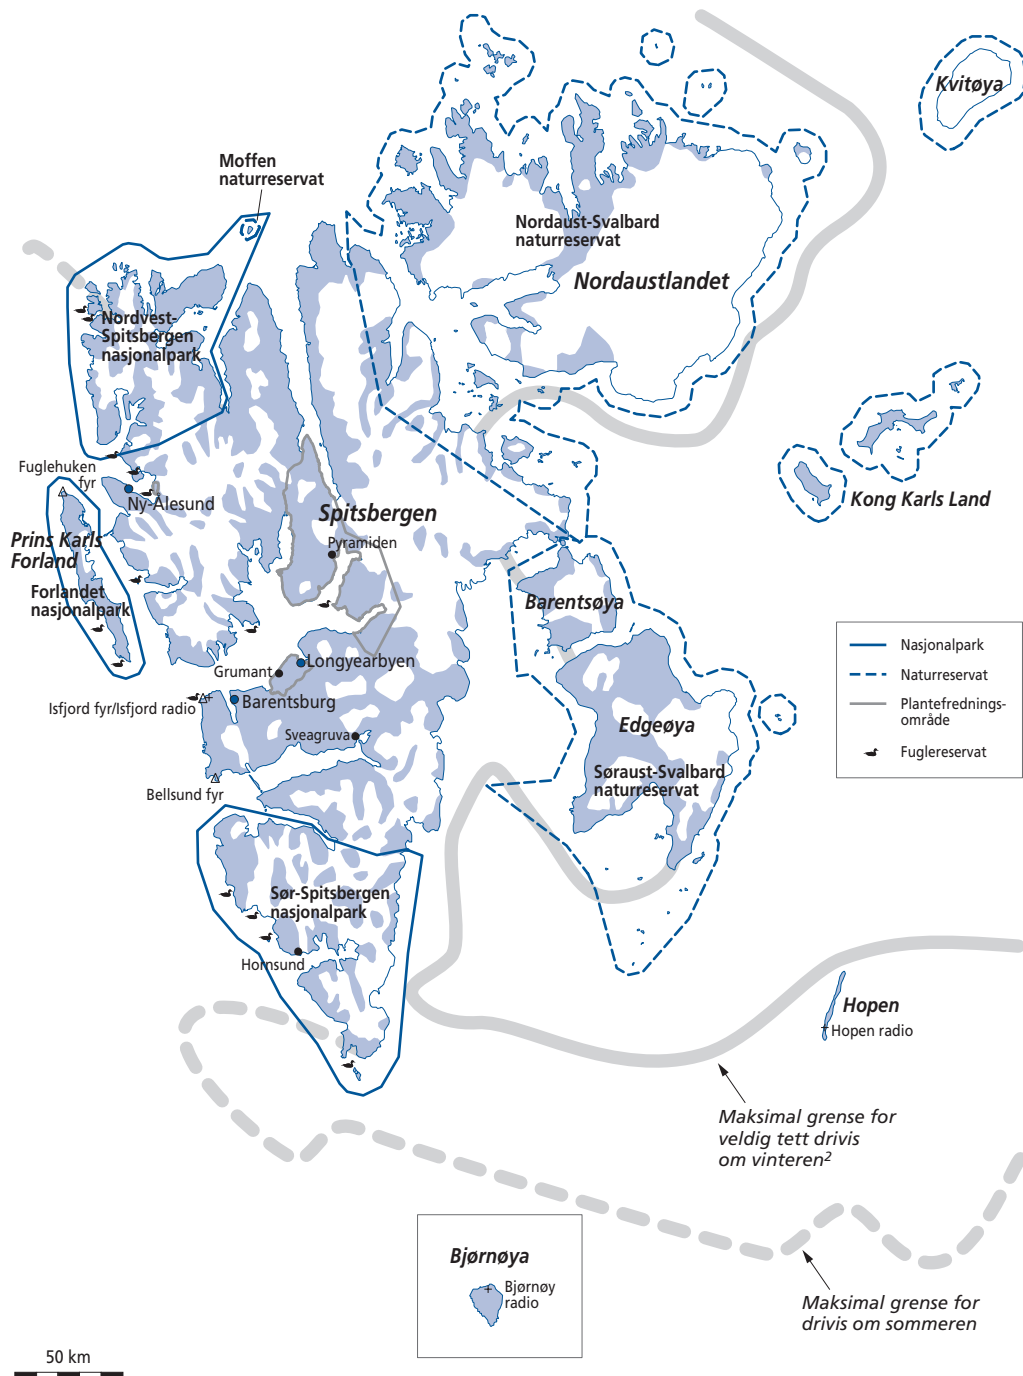 Kvitøya
Moffen
naturreservat
Nordaust-Svalbard
naturreservat
Nordaustlandet
Nordvest-
Spitsbergen
nasjonalpark
Fuglehuken
fyr
Ny-Ålesund
Spitsbergen
Kong Karls Land
Prins Karls
Forland
Pyramiden
Forlandet
nasjonalpark
Barentsøya
Nasjonalpark
Naturreservat
Plantefrednings-
område
Fuglereservat
Longyearbyen
Grumant
Isfjord fyr/Isfjord radio
Barentsburg
Edgeøya
Sveagruva
Søraust-Svalbard
naturreservat
Bellsund fyr
Sør-Spitsbergen
nasjonalpark
Hornsund
Hopen
Hopen radio
Maksimal grense for
veldig tett drivis
om vinteren2
Bjørnøya
Bjørnøy
radio
Maksimal grense for
drivis om sommeren
50 km